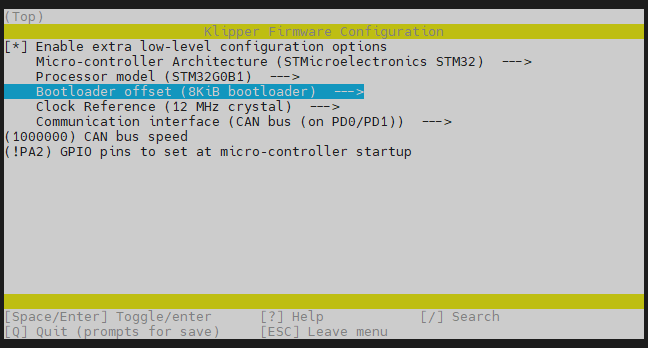 (Top)
Klipper Firmware Configuration
[*] Enable extra low-level configuration options
Micro-controller Architecture (STMicroelectronics STM32)  --->
Processor model (STM32G0B1)  --->
Bootloader offset (8KiB bootloader)  --->
Clock Reference (12 MHz crystal)  --->
Communication interface (CAN bus (on PD0/PD1))  --->
(1000000) CAN bus speed
(!PA2) GPIO pins to set at micro-controller startup
[Space/Enter] Toggle/enter [?] Help [/] Search
[Q] Quit (prompts for save) [ESC] Leave menu